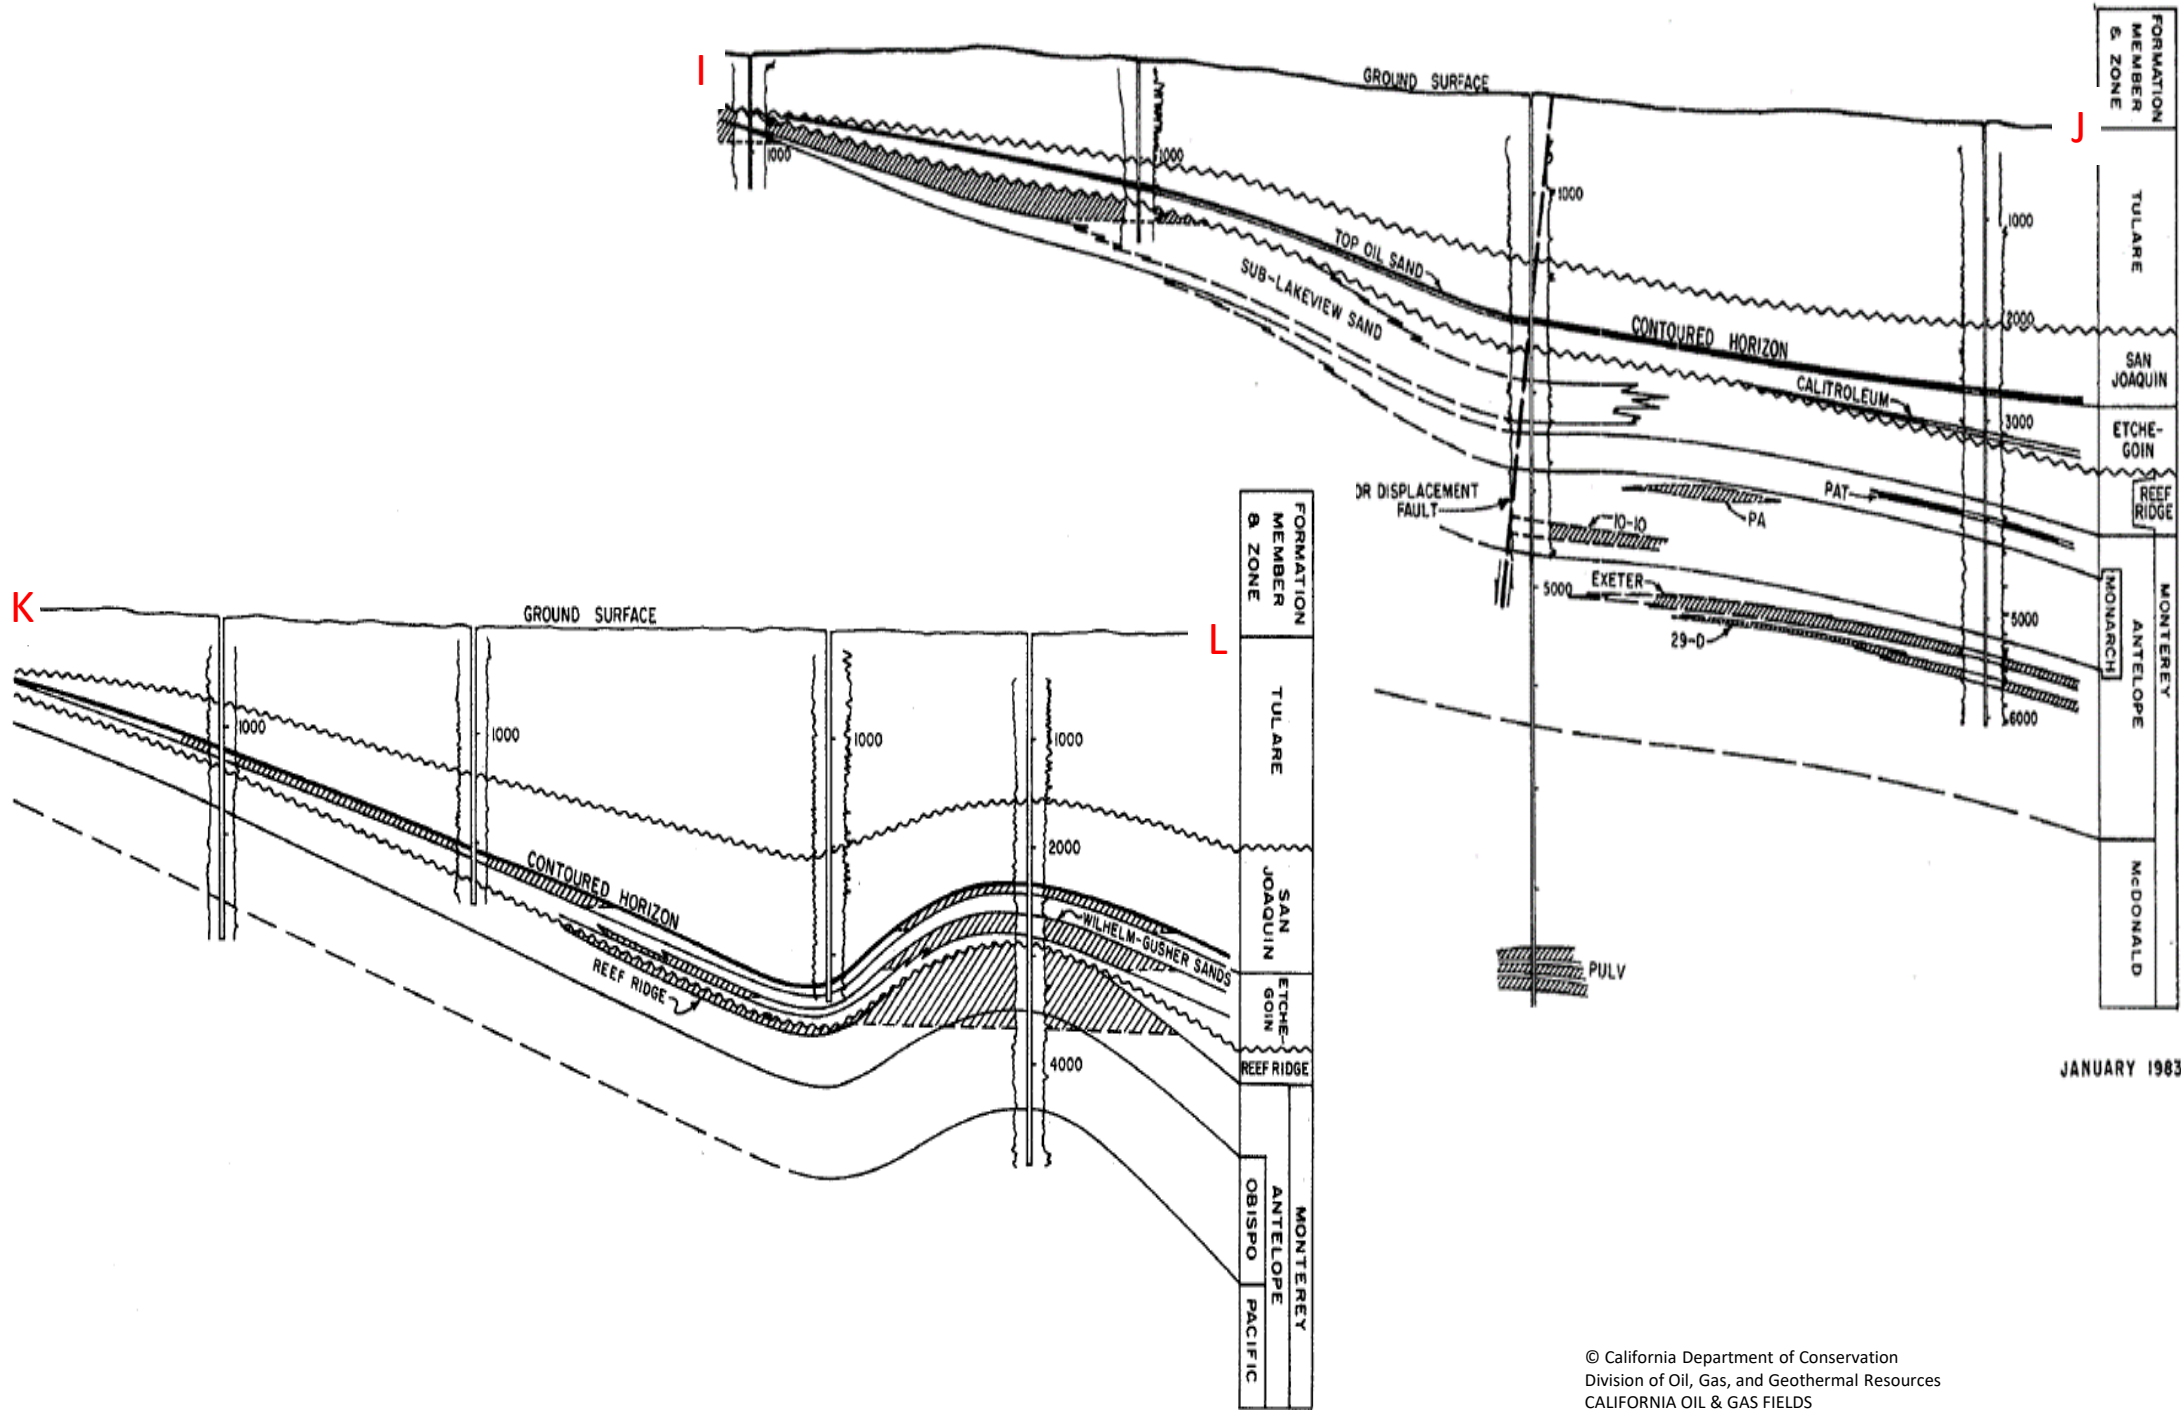 I
GROUND SURFACE
J
FORMATION
MEMBER
& ZONE
1000
1000
1000
1000
TOP OIL SAND
SUB-LAKEVIEW SAND
CONTOURED HORIZON
2000
CALITROLEUM
3000
OR DISPLACEMENT
FAULT
PAT
PA
10-10
EXETER
5000
29-D
5000
6000
PULV
TULARE
SAN
JOAQUIN
ETCHE-
GOIN
REEF
RIDGE
MONARCH
ANTELOPE
MONTEREY
McDONALD
JANUARY 1983
K
GROUND SURFACE
L
FORMATION
MEMBER
& ZONE
1000
1000
1000
1000
2000
CONTOURED HORIZON
WILHELM-GUSHER SANDS
REEF RIDGE
4000
TULARE
SAN
JOAQUIN
ETCHE-
GOIN
REEF RIDGE
OBISPO
PACIFIC
ANTELOPE
MONTEREY
© California Department of Conservation
Division of Oil, Gas, and Geothermal Resources
CALIFORNIA OIL & GAS FIELDS